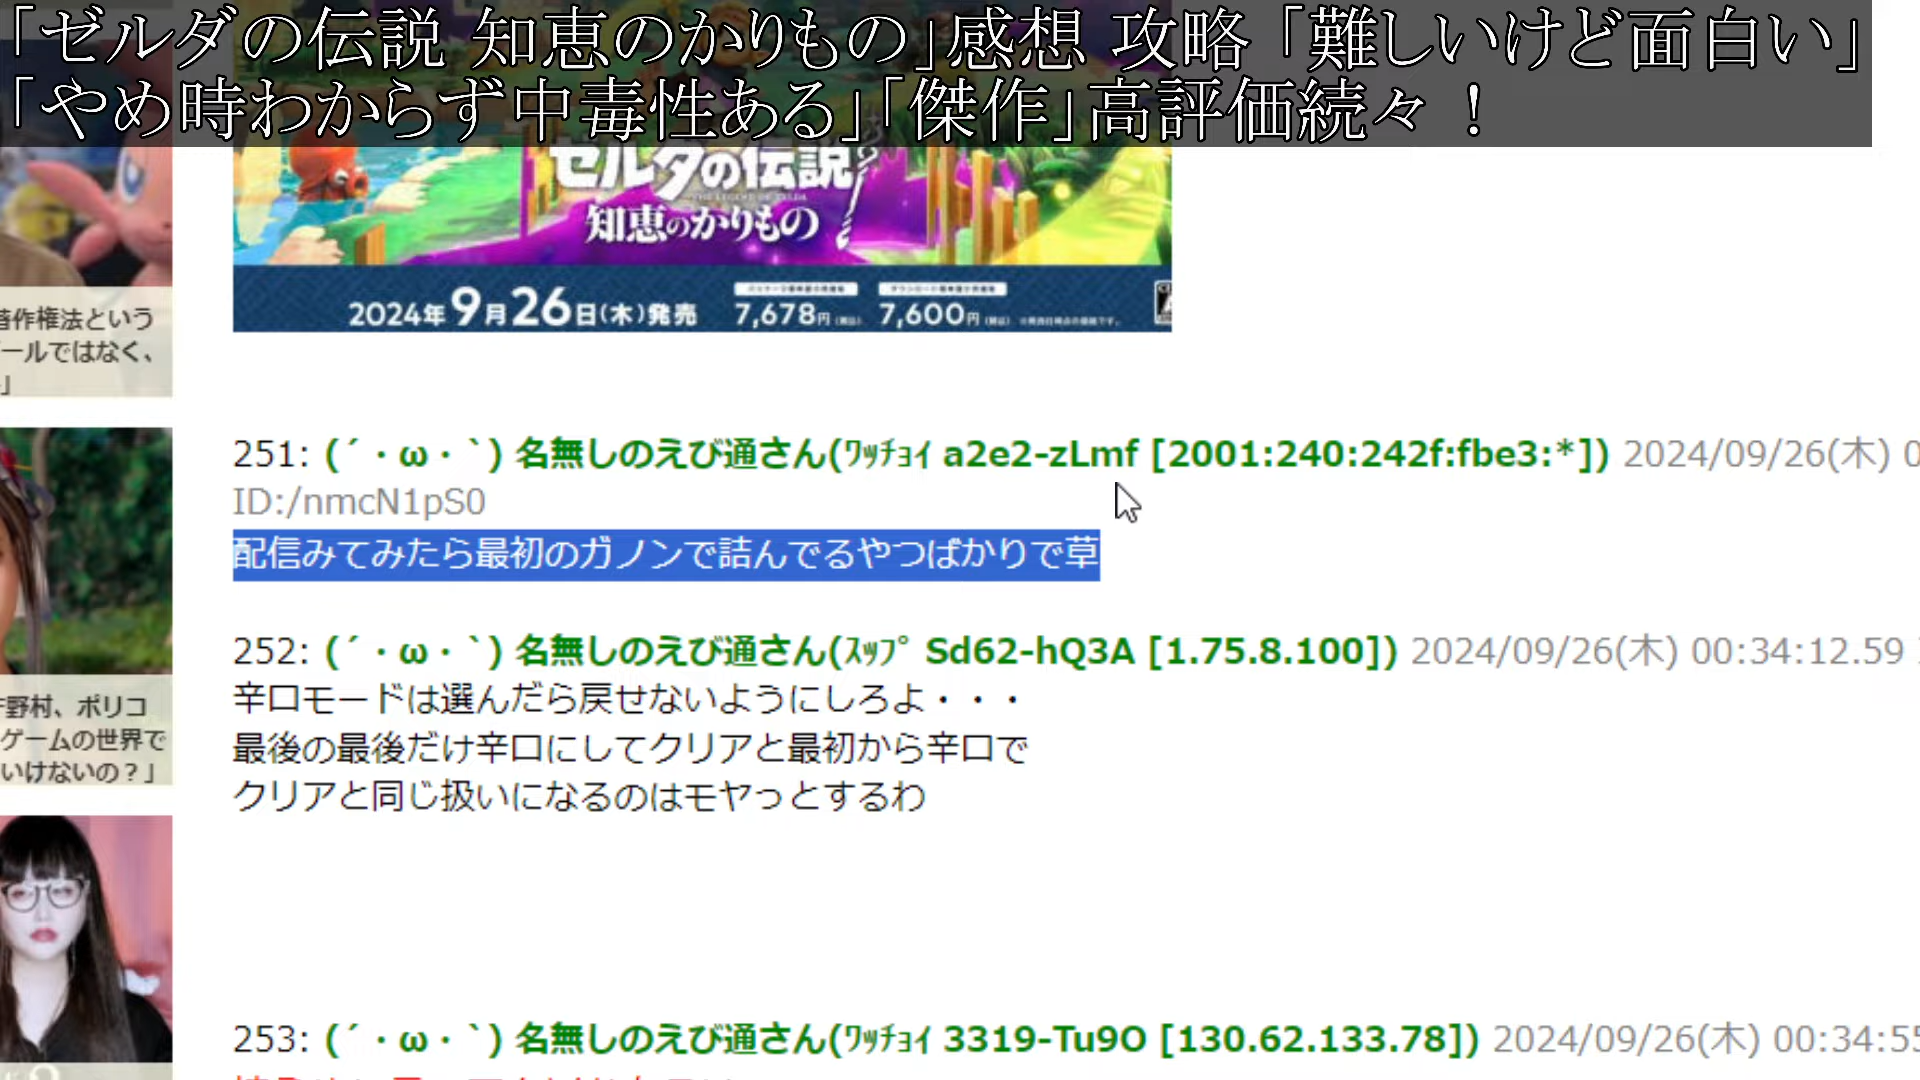 「ゼルダの伝説 知恵のかりもの」感想 攻略 「難しいけど面白い」
「やめ時わからず中毒性ある」「傑作」高評価続々！
ゼルダの伝説
知恵のかりもの
2024年9月26日(木)発売 7,678円 7,600円
著作権法という
ールではなく、
」
251: (´・ω・`) 名無しのえび通さん(ﾜｯﾁｮｲ a2e2-zLmf [2001:240:242f:fbe3:*]) 2024/09/26(木) 0
ID:/nmcN1pS0
配信みてみたら最初のガノンで詰んでるやつばかりで草
252: (´・ω・`) 名無しのえび通さん(ｽｯﾌﾟ Sd62-hQ3A [1.75.8.100]) 2024/09/26(木) 00:34:12.59
辛口モードは選んだら戻せないようにしろよ・・・
最後の最後だけ辛口にしてクリアと最初から辛口で
クリアと同じ扱いになるのはモヤっとするわ
野村、ポリコ
ゲームの世界で
いけないの？」
253: (´・ω・`) 名無しのえび通さん(ﾜｯﾁｮｲ 3319-Tu9O [130.62.133.78]) 2024/09/26(木) 00:34:55